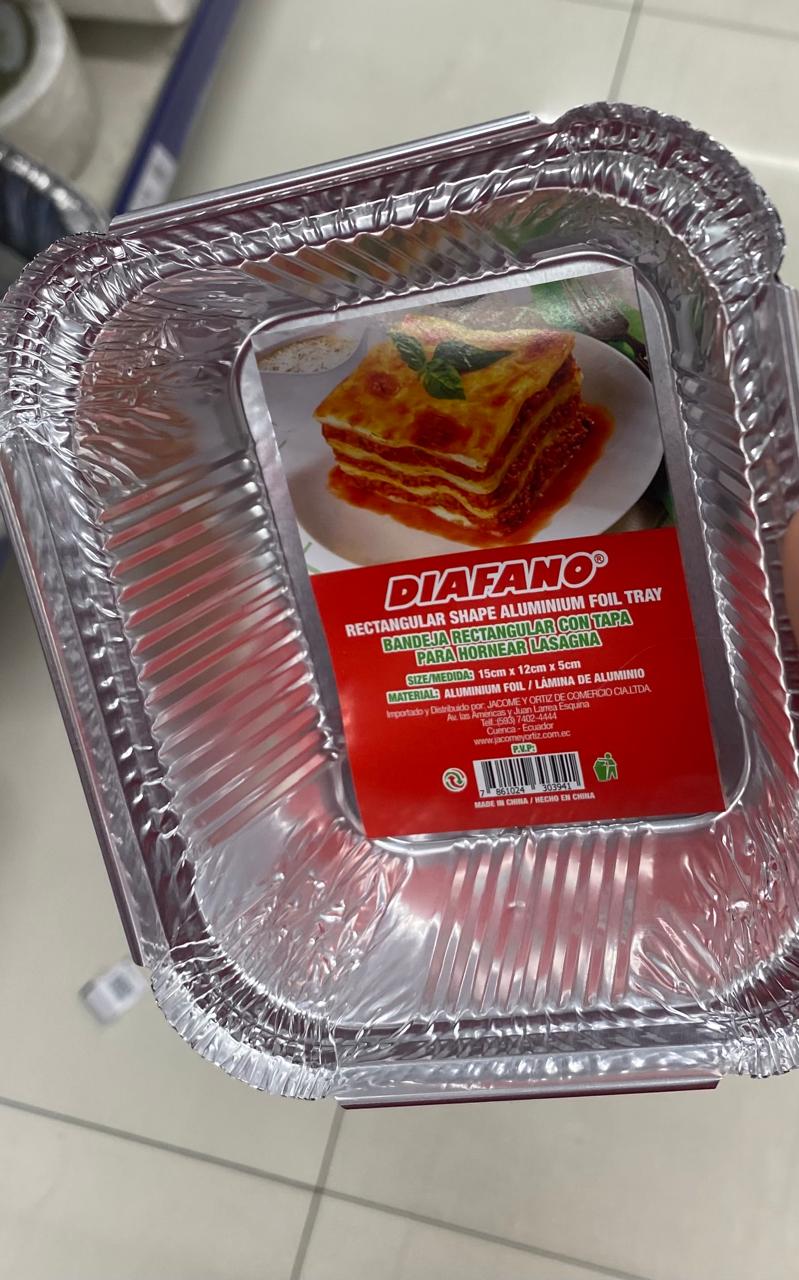 DIAFANO®
RECTANGULAR SHAPE ALUMINIUM FOIL TRAY
BANDEJA RECTANGULAR CON TAPA
PARA HORNEAR LASAGNA
SIZE/MEDIDA: 15cm x 12cm x 5cm
MATERIAL: ALUMINIUM FOIL / LÁMINA DE ALUMINIO
Importado y Distribuido por: JACOME Y ORTIZ DE COMERCIO CIA.LTDA.
Av. las Américas y Juan Larrea Esquina
Tell.:(593) 7402-4444
Cuenca - Ecuador
www.jacomeyortiz.com.ec
P.V.P:
7 861024 303941
MADE IN CHINA / HECHO EN CHINA